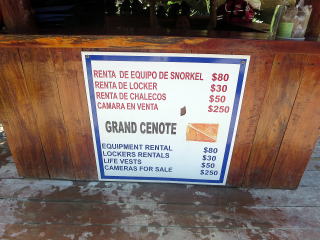 RENTA DE EQUIPO DE SNORKEL $80
RENTA DE LOCKER $30
RENTA DE CHALECOS $50
CAMARA EN VENTA $250
GRAND CENOTE
EQUIPMENT RENTAL $80
LOCKERS RENTALS $30
LIFE VESTS $50
CAMERAS FOR SALE $250